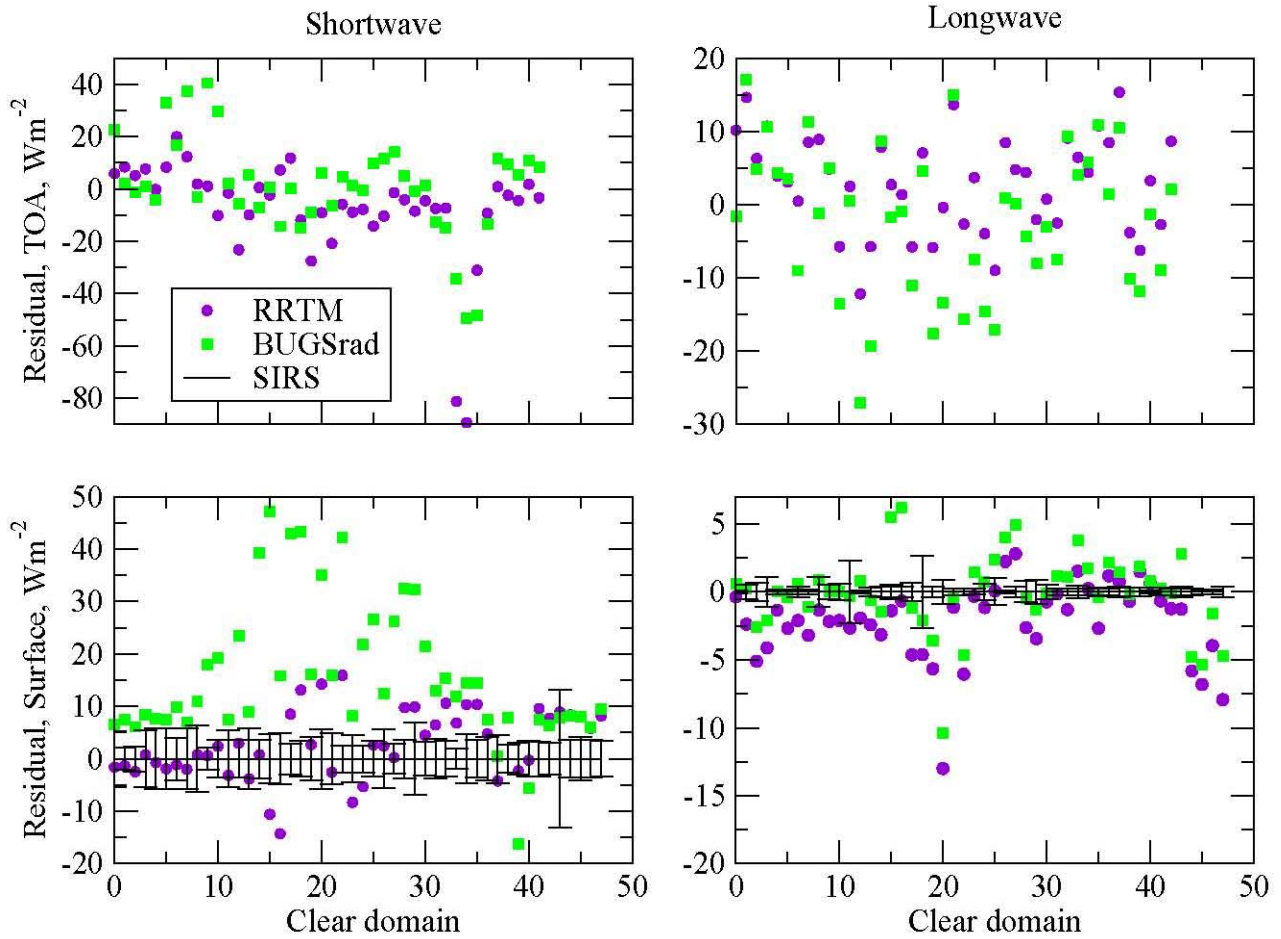 Shortwave
Longwave
Residual, TOA, Wm-2
40
20
0
-20
-40
-60
-80
RRTM
BUGSrad
SIRS
20
10
0
-10
-20
-30
Residual, Surface, Wm-2
50
40
30
20
10
0
-10
-20
0 10 20 30 40 50
Clear domain
5
0
-5
-10
-15
-20
0 10 20 30 40 50
Clear domain